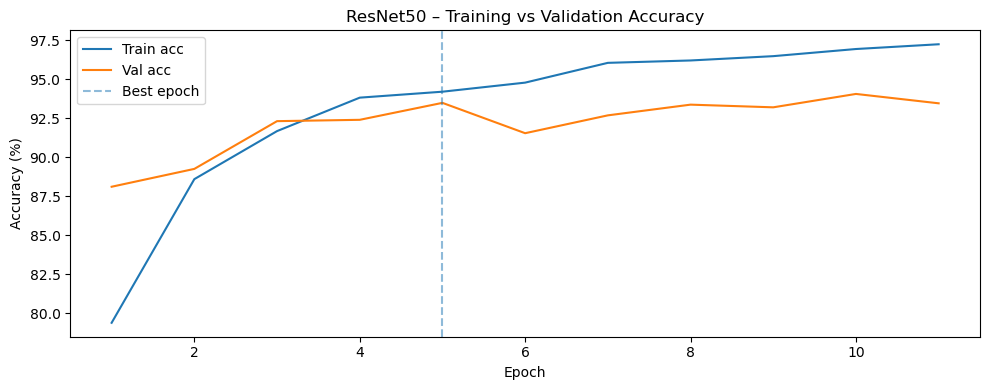 ResNet50 – Training vs Validation Accuracy
Train acc
Val acc
Best epoch
Accuracy (%)
97.5
95.0
92.5
90.0
87.5
85.0
82.5
80.0
2
4
6
8
10
Epoch